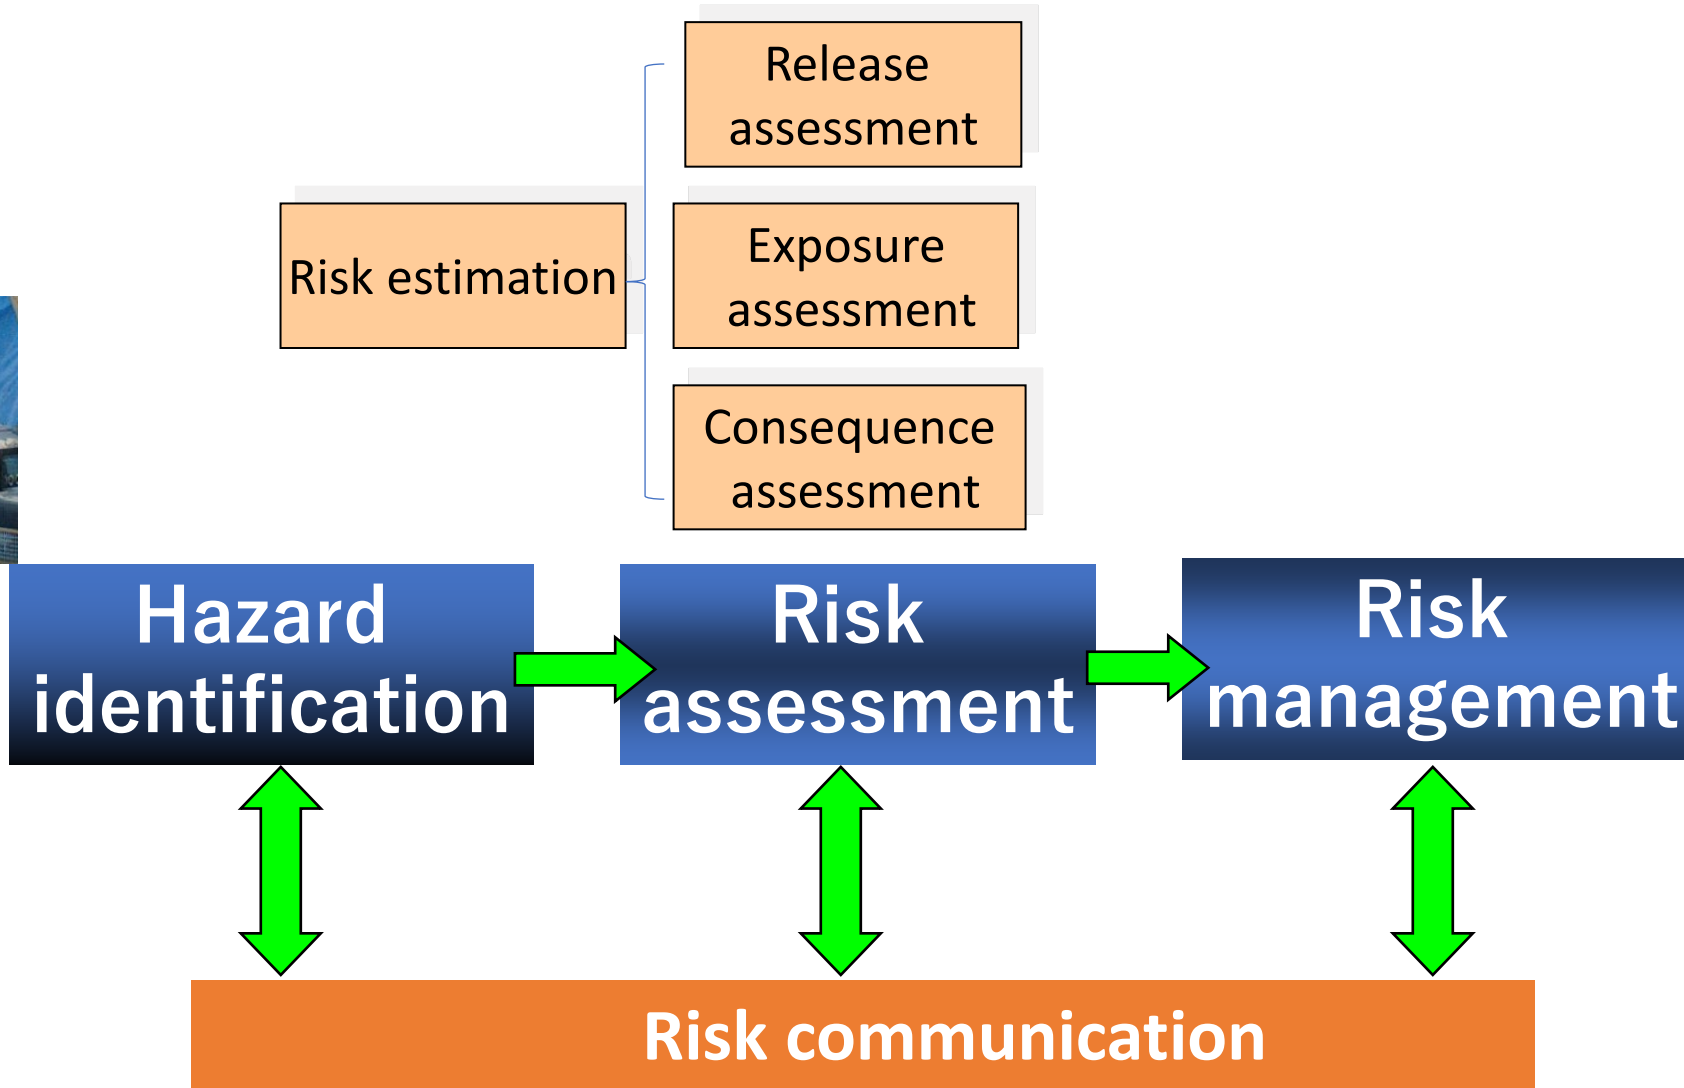 Release
assessment
Risk estimation
Exposure
assessment
Consequence
assessment
Hazard
identification
Risk
assessment
Risk
management
Risk communication